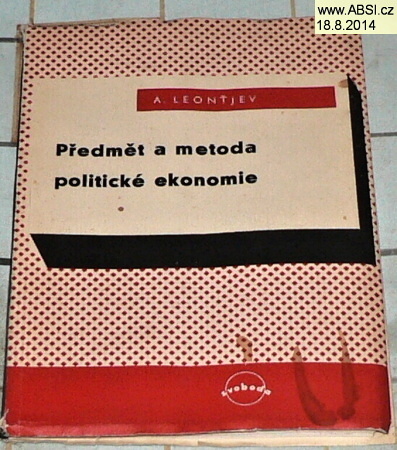 www.ABSI.cz
18.8.2014
A. LEONŤJEV
Předmět a metoda
politické ekonomie
svoboda